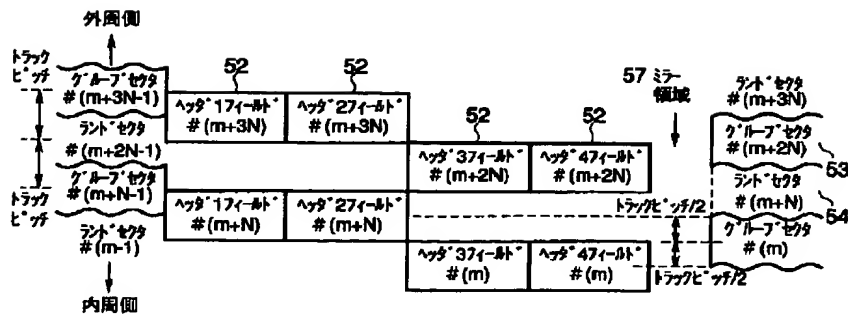 外周側
トラック
ピッチ
グルーブセクタ
#(m+3N-1)
ランドセクタ
#(m+2N-1)
グルーブセクタ
#(m+N-1)
トラック
ピッチ
ランドセクタ
#(m-1)
内周側
52
52
ヘッダ1フィールド
#(m+3N)
ヘッダ2フィールド
#(m+3N)
ヘッダ1フィールド
#(m+N)
ヘッダ2フィールド
#(m+N)
52
52
ヘッダ3フィールド
#(m+2N)
ヘッダ4フィールド
#(m+2N)
ヘッダ3フィールド
#(m)
ヘッダ4フィールド
#(m)
57 ミラー
領域
トラックピッチ/2
トラックピッチ/2
ランドセクタ
#(m+3N)
グルーブセクタ
#(m+2N)
53
ランドセクタ
#(m+N)
54
グルーブセクタ
#(m)